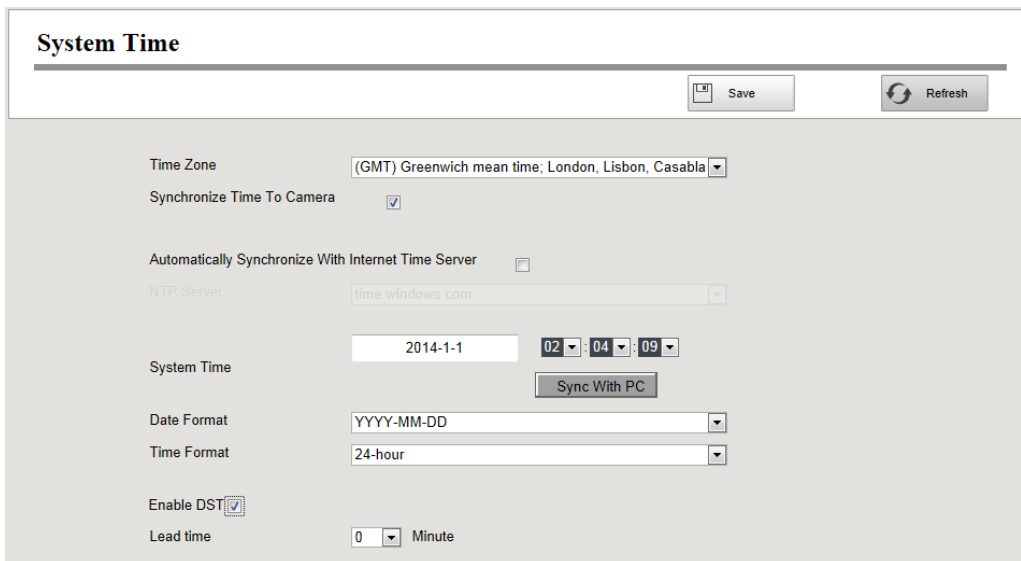 System Time
Save Refresh
Time Zone (GMT) Greenwich mean time; London, Lisbon, Casabla
Synchronize Time To Camera
Automatically Synchronize With Internet Time Server
NTP Server time.windows.com
2014-1-1 02 : 04 : 09
System Time
Sync With PC
Date Format YYYY-MM-DD
Time Format 24-hour
Enable DST
Lead time 0 Minute